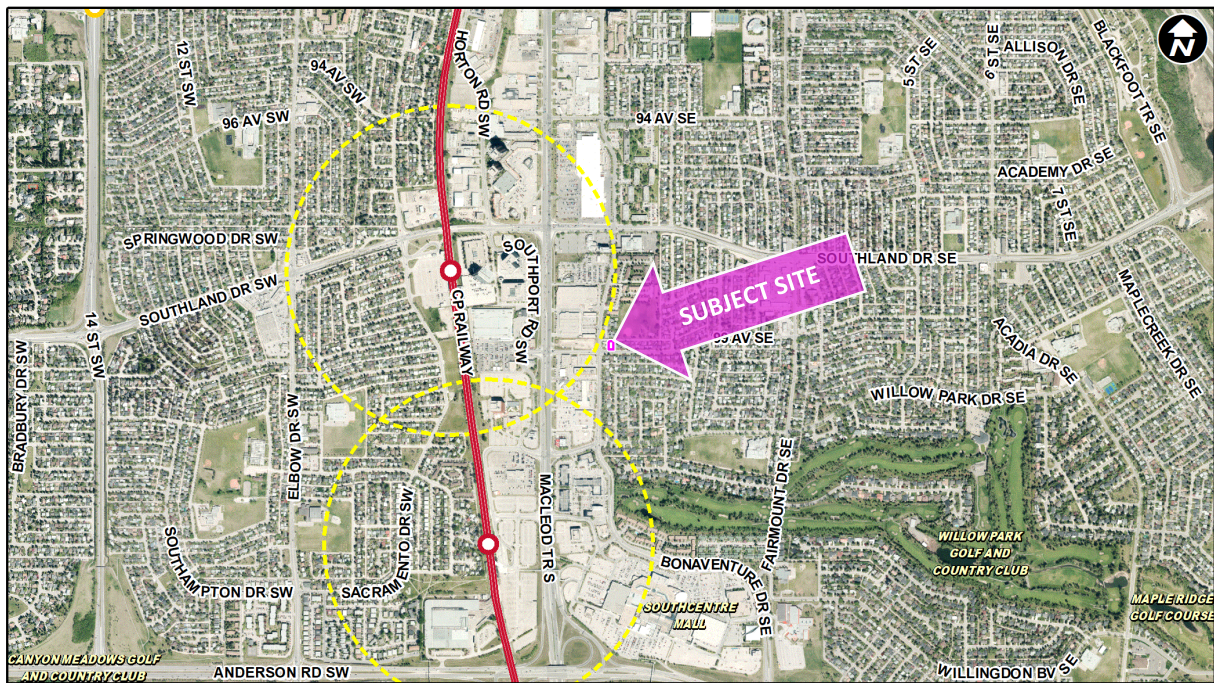 N
HORTON RD SW
12 ST SW
94 AV SW
96 AV SW
94 AV SE
5 ST SE
6 ST SE
ALLISON DR SE
BLACKFOOT TR SE
ACADEMY DR SE
7 ST SE
SPRINGWOOD DR SW
SOUTHLAND DR SW
SOUTHPORT RD SW
SOUTHLAND DR SE
SUBJECT SITE
99 AV SE
CP RAILWAY
14 ST SW
BRADBURY DR SW
ELBOW DR SW
ACADIA DR SE
MAPLECREEK DR SE
WILLOW PARK DR SE
FAIRMOUNT DR SE
MACLEOD TR S
SACRAMENTO DR SW
SOUTHAMPTON DR SW
WILLOW PARK
GOLF AND
COUNTRY CLUB
BONAVENTURE DR SE
SOUTHCENTRE
MALL
MAPLE RIDGE
GOLF COURSE
CANYON MEADOWS GOLF
AND COUNTRY CLUB
ANDERSON RD SW
WILLINGDON BV SE